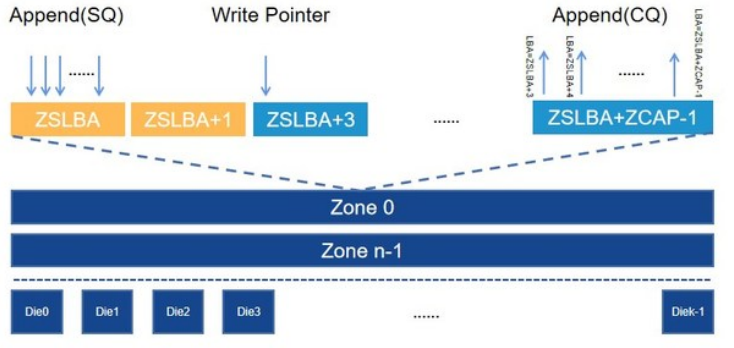 Append(SQ) Write Pointer Append(CQ)
LBA=ZSLBA+3 LBA=ZSLBA+4 LBA=ZSLBA+ZCAP-1
...... ......
ZSLBA ZSLBA+1 ZSLBA+3 ...... ZSLBA+ZCAP-1
Zone 0
Zone n-1
Die0 Die1 Die2 Die3 ...... Diek-1